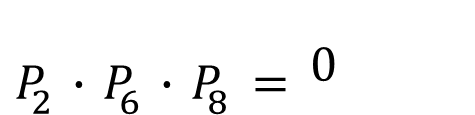 P₂ · P₆ · P₈ = 0